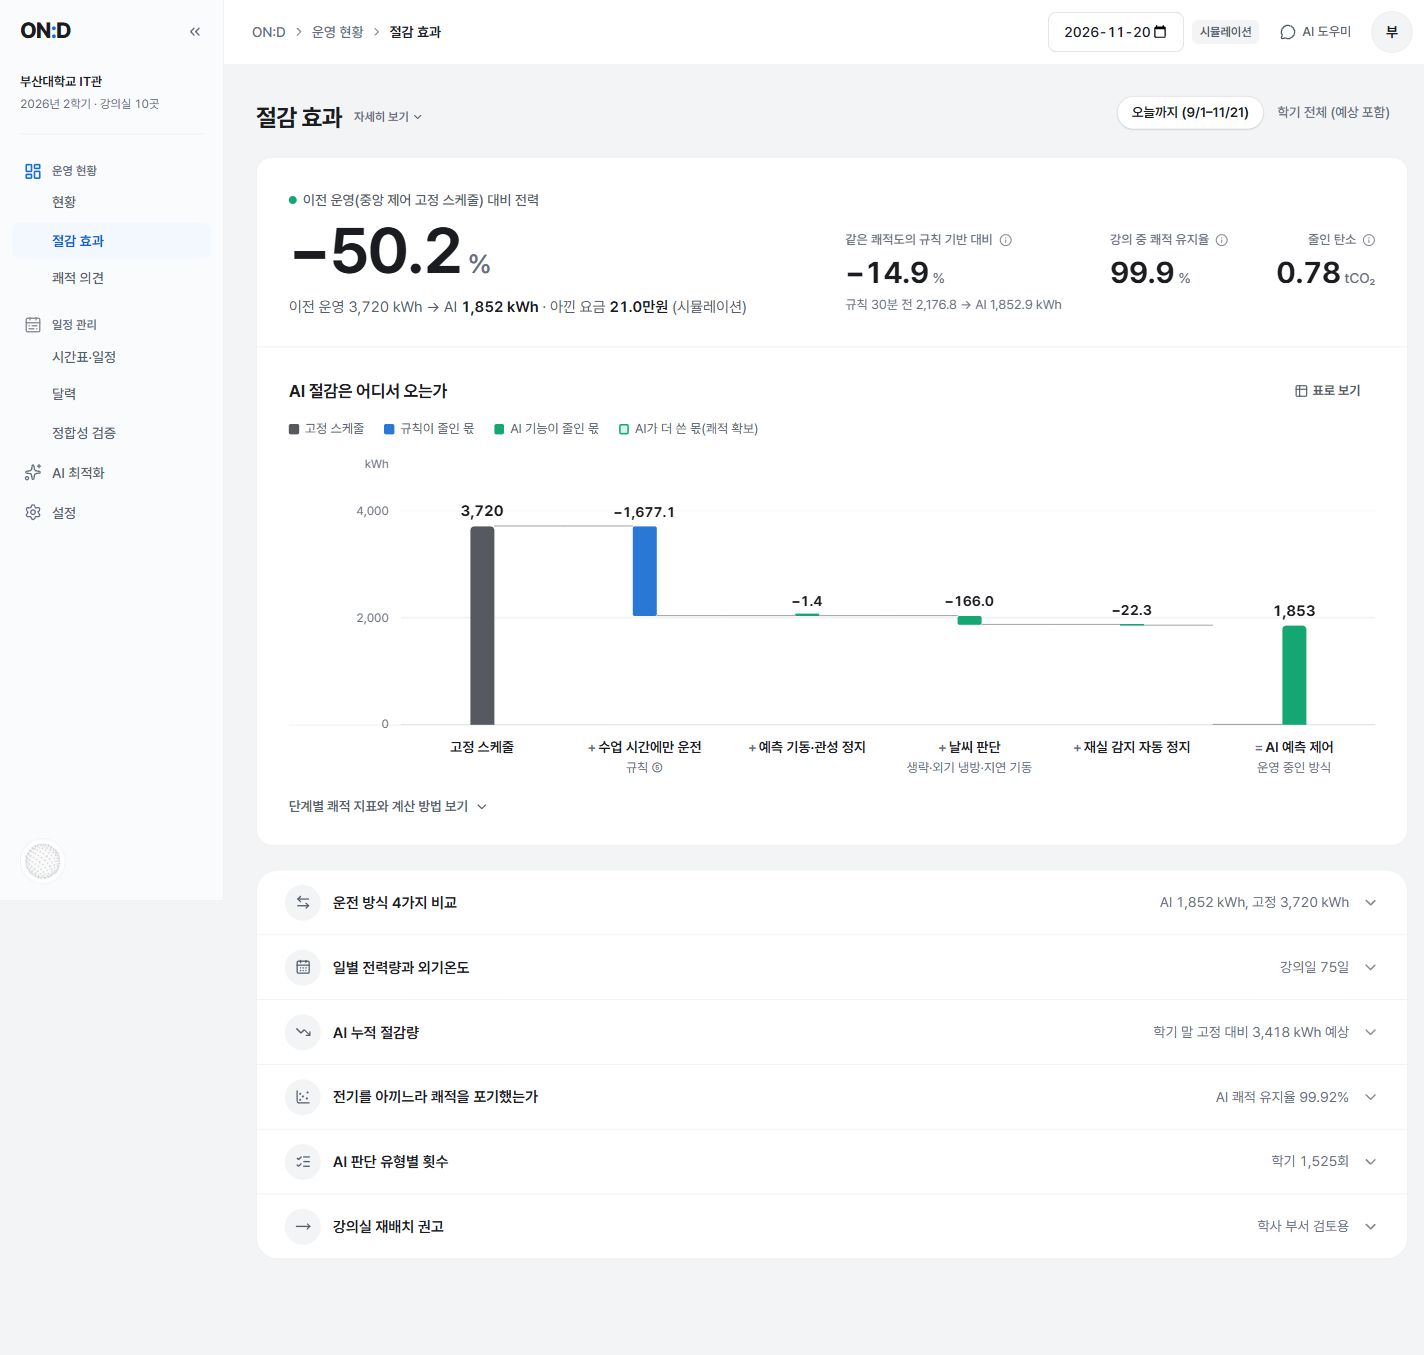 ON:D
부산대학교 IT관
2026년 2학기 · 강의실 10곳
운영 현황
현황
절감 효과
쾌적 의견
일정 관리
시간표·일정
달력
정합성 검증
AI 최적화
설정
ON:D > 운영 현황 > 절감 효과
2026-11-20
시뮬레이션
AI 도우미
부
절감 효과
자세히 보기
오늘까지 (9/1–11/21)
학기 전체 (예상 포함)
이전 운영(중앙 제어 고정 스케줄) 대비 전력
−50.2 %
이전 운영 3,720 kWh → AI 1,852 kWh · 아낀 요금 21.0만원 (시뮬레이션)
같은 쾌적도의 규칙 기반 대비
−14.9 %
규칙 30분 전 2,176.8 → AI 1,852.9 kWh
강의 중 쾌적 유지율
99.9 %
줄인 탄소
0.78 tCO₂
AI 절감은 어디서 오는가
표로 보기
고정 스케줄
규칙이 줄인 몫
AI 기능이 줄인 몫
AI가 더 쓴 몫(쾌적 확보)
kWh
4,000
2,000
0
3,720
−1,677.1
−1.4
−166.0
−22.3
1,853
고정 스케줄
+ 수업 시간에만 운전
규칙 ⑤
+ 예측 기동·관성 정지
+ 날씨 판단
생략·외기 냉방·지연 기동
+ 재실 감지 자동 정지
= AI 예측 제어
운영 중인 방식
단계별 쾌적 지표와 계산 방법 보기
운전 방식 4가지 비교
AI 1,852 kWh, 고정 3,720 kWh
일별 전력량과 외기온도
강의일 75일
AI 누적 절감량
학기 말 고정 대비 3,418 kWh 예상
전기를 아끼느라 쾌적을 포기했는가
AI 쾌적 유지율 99.92%
AI 판단 유형별 횟수
학기 1,525회
강의실 재배치 권고
학사 부서 검토용